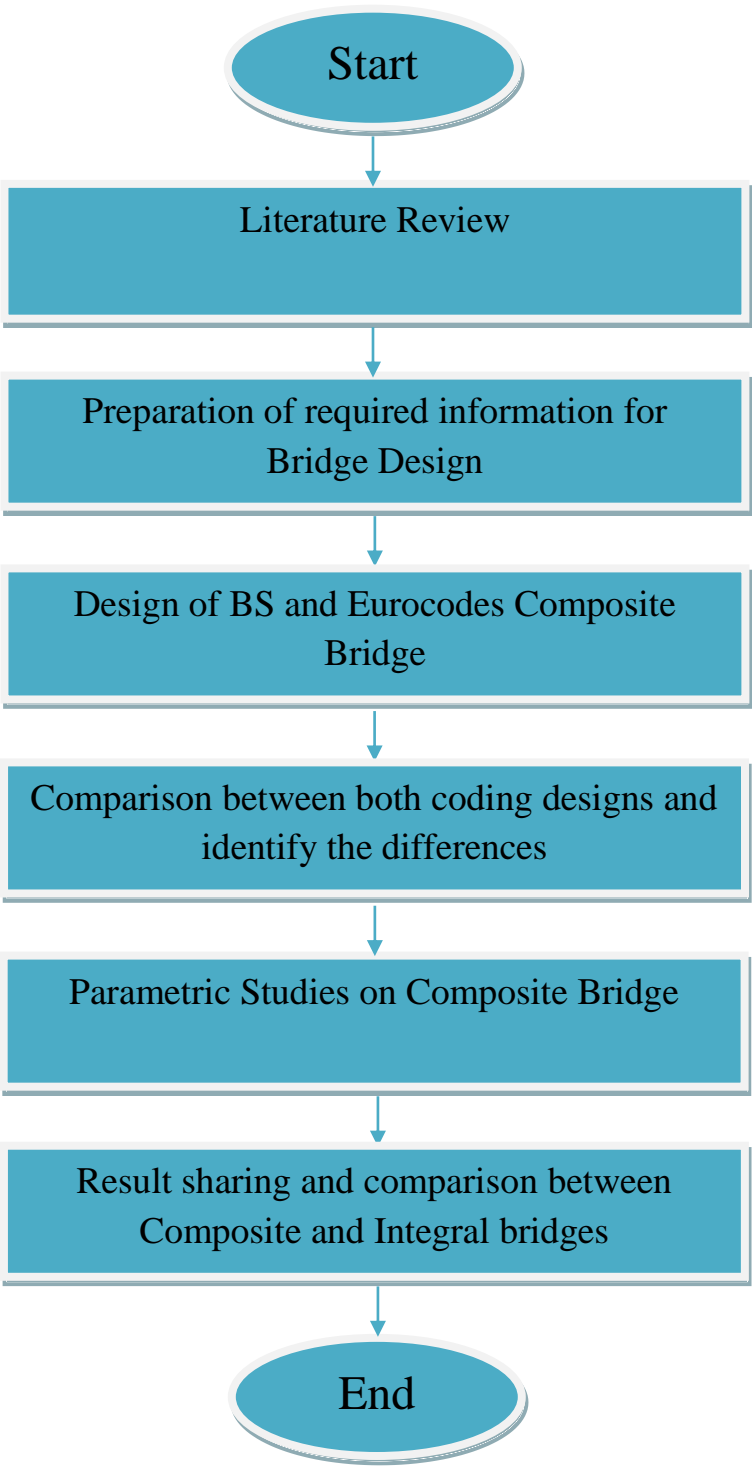 Start
Literature Review
Preparation of required information for
Bridge Design
Design of BS and Eurocodes Composite
Bridge
Comparison between both coding designs and
identify the differences
Parametric Studies on Composite Bridge
Result sharing and comparison between
Composite and Integral bridges
End